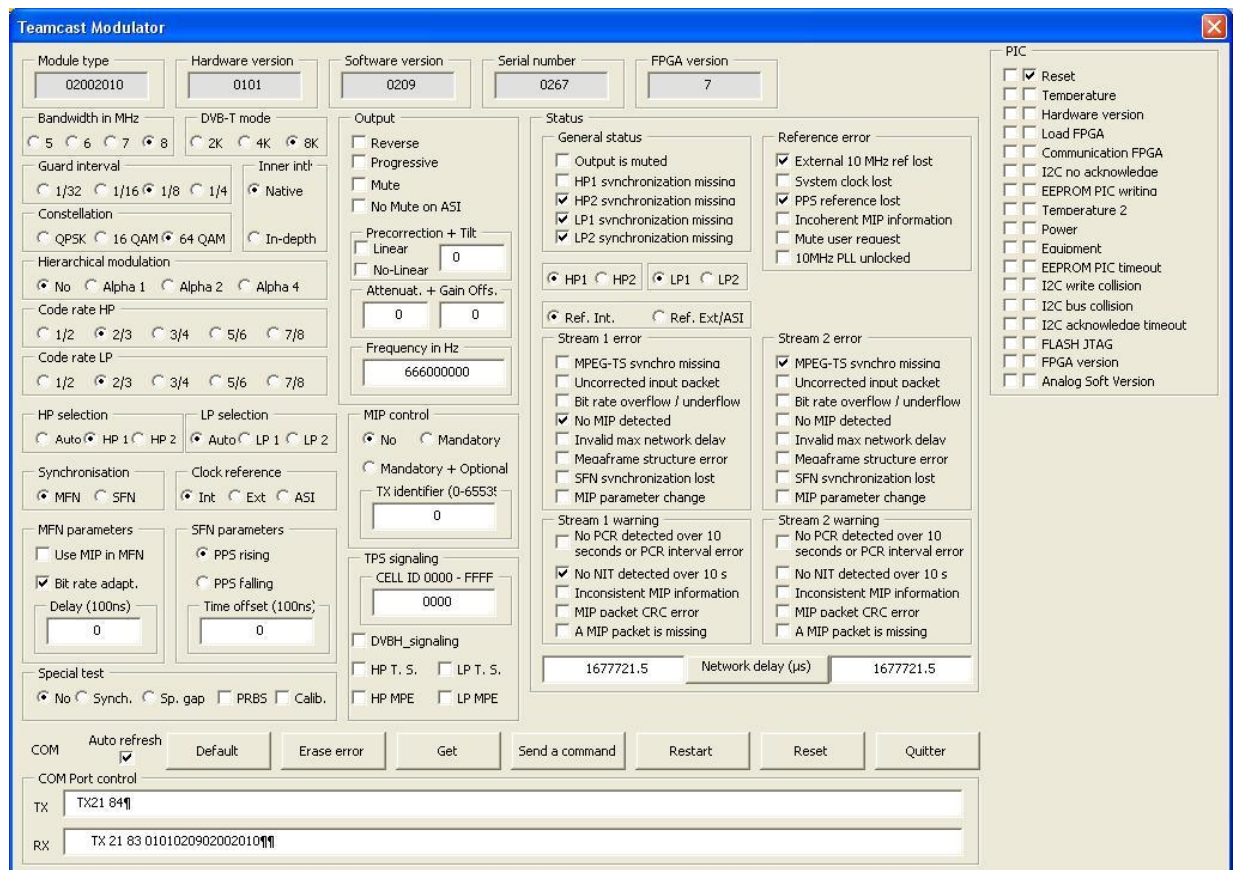 Teamcast Modulator
Module type
02002010
Hardware version
0101
Software version
0209
Serial number
0267
FPGA version
7
Bandwidth in MHz
5 6 7 8
DVB-T mode
2K 4K 8K
Guard interval
1/32 1/16 1/8 1/4
Inner intl
Native
In-depth
Constellation
QPSK 16 QAM 64 QAM
Hierarchical modulation
No Alpha 1 Alpha 2 Alpha 4
Code rate HP
1/2 2/3 3/4 5/6 7/8
Code rate LP
1/2 2/3 3/4 5/6 7/8
HP selection
Auto HP 1 HP 2
LP selection
Auto LP 1 LP 2
Synchronisation
MFN SFN
Clock reference
Int Ext ASI
MFN parameters
Use MIP in MFN
Bit rate adapt.
Delay (100ns)
0
SFN parameters
PPS rising
PPS falling
Time offset (100ns)
0
Special test
No Synch. Sp. gap PRBS Calib.
Output
Reverse
Progressive
Mute
No Mute on ASI
Precorrection + Tilt
Linear
No-Linear
0
Attenuat. + Gain Offs.
0 0
Frequency in Hz
666000000
MIP control
No Mandatory
Mandatory + Optional
TX identifier (0-65535
0
TPS signaling
CELL ID 0000 - FFFF
0000
DVBH_signaling
HP T. S. LP T. S.
HP MPE LP MPE
Status
General status
Output is muted
HP1 synchronization missing
HP2 synchronization missing
LP1 synchronization missing
LP2 synchronization missing
Reference error
External 10 MHz ref lost
System clock lost
PPS reference lost
Incoherent MIP information
Mute user request
10MHz PLL unlocked
HP1 HP2 LP1 LP2
Ref. Int. Ref. Ext/ASI
Stream 1 error
MPEG-TS synchro missing
Uncorrected input packet
Bit rate overflow / underflow
No MIP detected
Invalid max network delay
Megaframe structure error
SFN synchronization lost
MIP parameter change
Stream 2 error
MPEG-TS synchro missing
Uncorrected input packet
Bit rate overflow / underflow
No MIP detected
Invalid max network delay
Megaframe structure error
SFN synchronization lost
MIP parameter change
Stream 1 warning
No PCR detected over 10
seconds or PCR interval error
No NIT detected over 10 s
Inconsistent MIP information
MIP packet CRC error
A MIP packet is missing
Stream 2 warning
No PCR detected over 10
seconds or PCR interval error
No NIT detected over 10 s
Inconsistent MIP information
MIP packet CRC error
A MIP packet is missing
1677721.5 Network delay (µs) 1677721.5
PIC
Reset
Temperature
Hardware version
Load FPGA
Communication FPGA
I2C no acknowledge
EEPROM PIC writing
Temperature 2
Power
Equipment
EEPROM PIC timeout
I2C write collision
I2C bus collision
I2C acknowledge timeout
FLASH JTAG
FPGA version
Analog Soft Version
COM Auto refresh Default Erase error Get Send a command Restart Reset Quitter
COM Port control
TX TX21 84¶
RX TX 21 83 0101020902002010¶¶